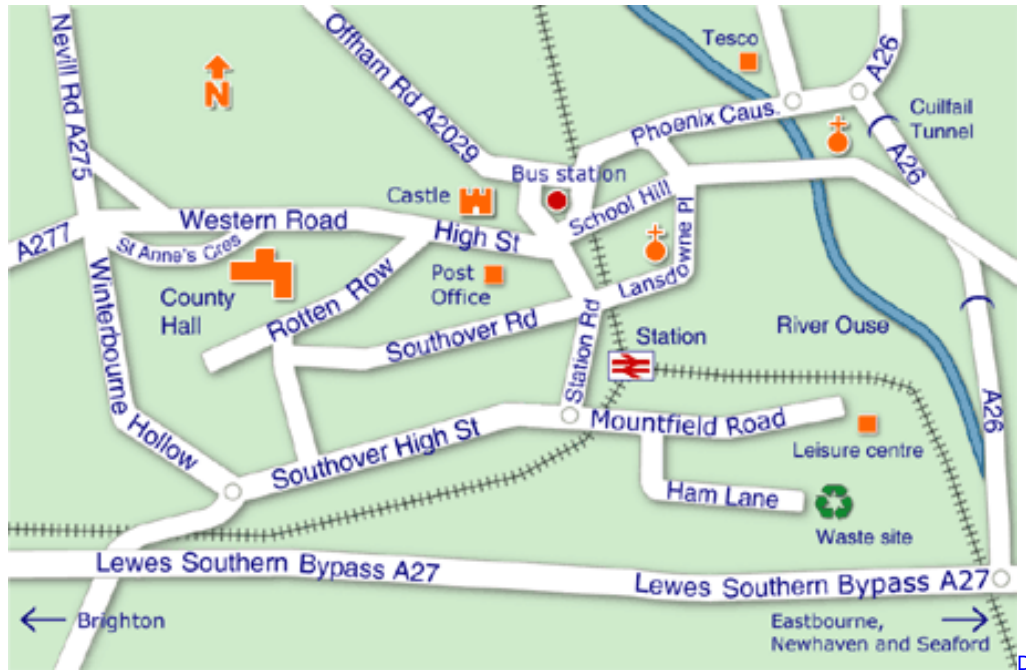 Nevill Rd A275
Offham Rd A2029
Tesco
A26
N
Phoenix Caus.
Cuilfail
Tunnel
A26
Bus station
Castle
School Hill
Western Road
High St
A277
St Anne's Cres
Lansdowne Pl
County
Hall
Post
Office
Rotten Row
Winterbourne
Hollow
Southover Rd
Station Rd
Station
River Ouse
A26
Mountfield Road
Southover High St
Leisure centre
Ham Lane
Waste site
Lewes Southern Bypass A27
Lewes Southern Bypass A27
Brighton
Eastbourne,
Newhaven and Seaford